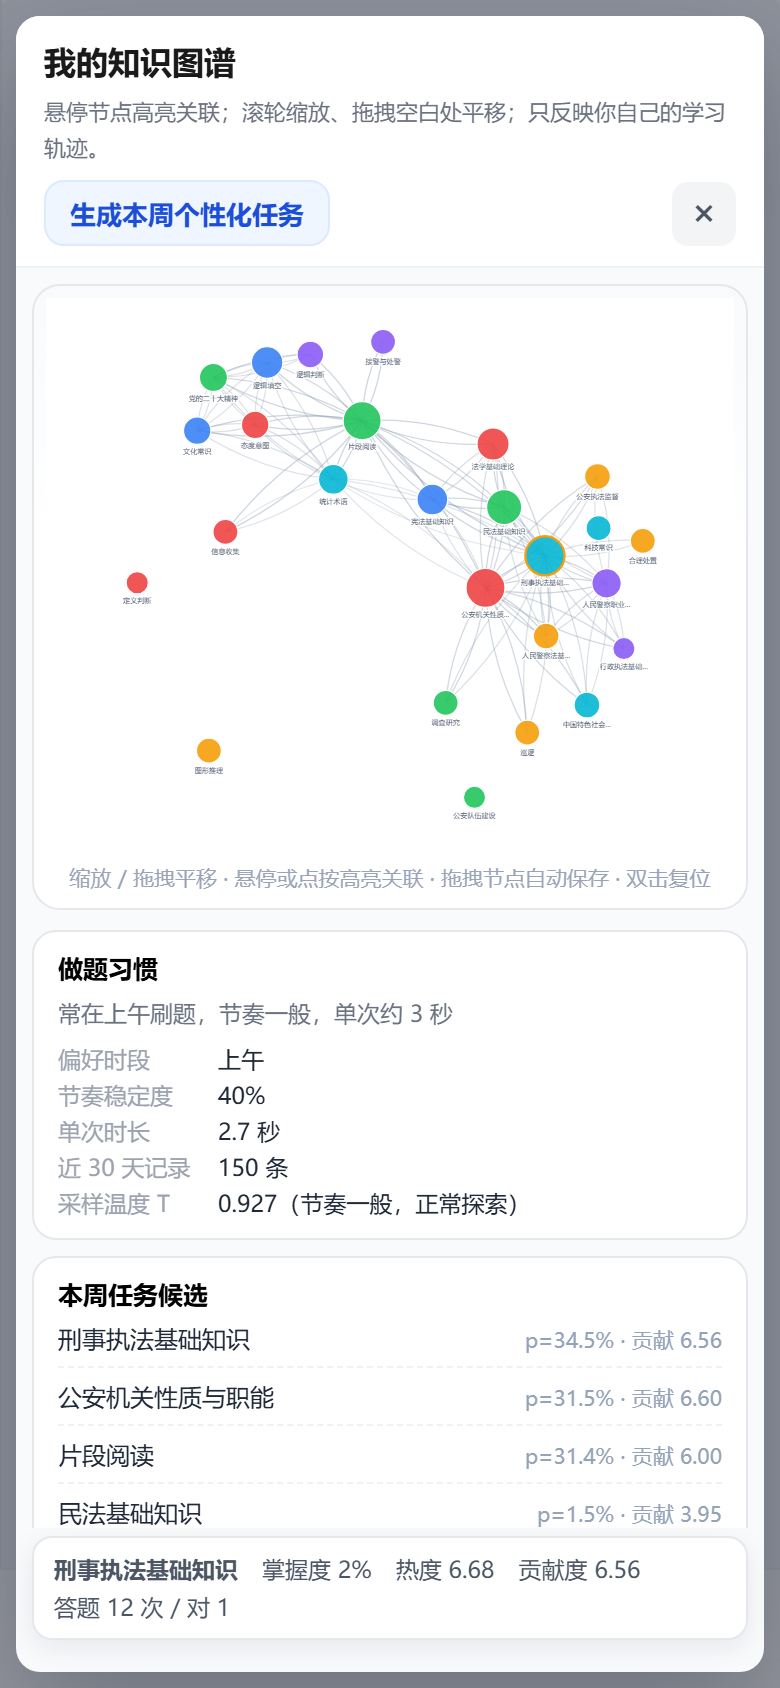 我的知识图谱
悬停节点高亮关联；滚轮缩放、拖拽空白处平移；只反映你自己的学习
轨迹。
生成本周个性化任务
×
接警与处警
逻辑判断
逻辑填空
党的二十大精神
态度意图
片段阅读
文化常识
法学基础理论
统计术语
公安执法监督
宪法基础知识
民法基础知识
科技常识
信息收集
合理处置
刑事执法基础...
定义判断
人民警察职业...
公安机关性质...
人民警察法基...
行政执法基础...
调查研究
中国特色社会...
巡逻
图形推理
公安队伍建设
缩放 / 拖拽平移 · 悬停或点按高亮关联 · 拖拽节点自动保存 · 双击复位
做题习惯
常在上午刷题，节奏一般，单次约 3 秒
偏好时段 上午
节奏稳定度 40%
单次时长 2.7 秒
近 30 天记录 150 条
采样温度 T 0.927（节奏一般，正常探索）
本周任务候选
刑事执法基础知识 p=34.5% · 贡献 6.56
公安机关性质与职能 p=31.5% · 贡献 6.60
片段阅读 p=31.4% · 贡献 6.00
民法基础知识 p=1.5% · 贡献 3.95
刑事执法基础知识 掌握度 2% 热度 6.68 贡献度 6.56
答题 12 次 / 对 1